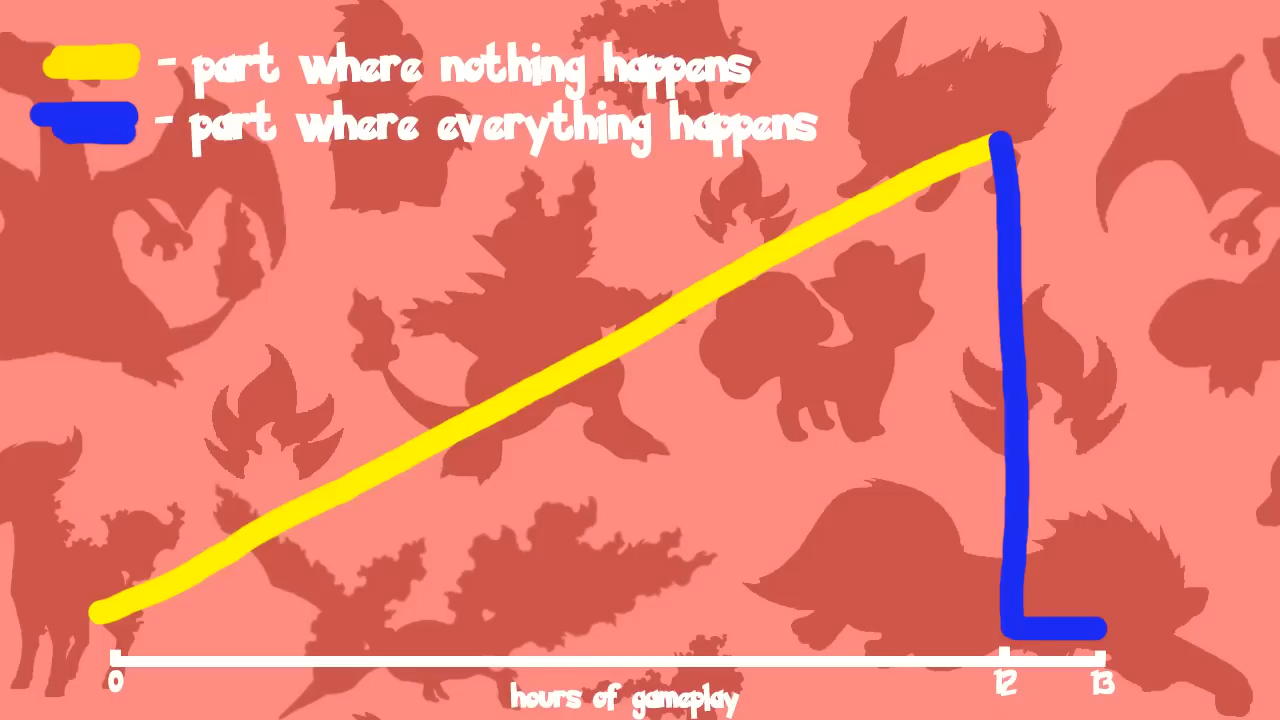 - part where nothing happens
- part where everything happens
0
12
13
hours of gameplay